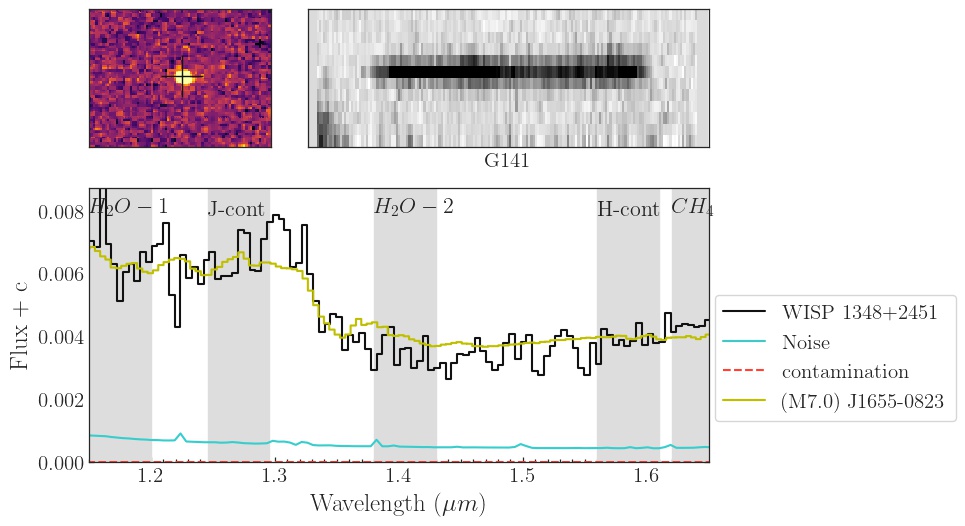 G141
H2O − 1 J-cont H2O − 2 H-cont CH4
0.008
0.006
0.004
0.002
0.000
Flux + c
1.2 1.3 1.4 1.5 1.6
Wavelength (μm)
WISP 1348+2451
Noise
contamination
(M7.0) J1655-0823